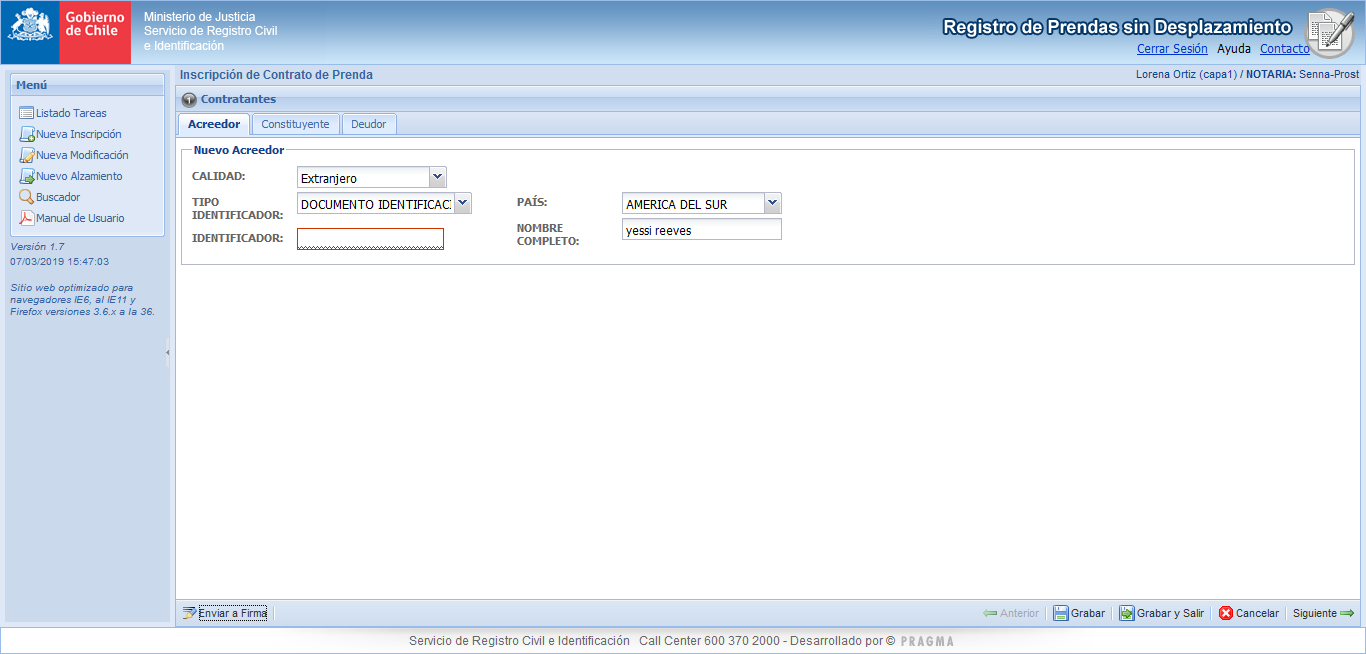 Gobierno
de Chile
Ministerio de Justicia
Servicio de Registro Civil
e Identificación
Registro de Prendas sin Desplazamiento
Cerrar Sesión Ayuda Contacto
Menú
Listado Tareas
Nueva Inscripción
Nueva Modificación
Nuevo Alzamiento
Buscador
Manual de Usuario
Versión 1.7
07/03/2019 15:47:03
Sitio web optimizado para
navegadores IE6, al IE11 y
Firefox versiones 3.6.x a la 36.
Inscripción de Contrato de Prenda
Lorena Ortiz (capa1) / NOTARIA: Senna-Prost
Contratantes
Acreedor Constituyente Deudor
Nuevo Acreedor
CALIDAD: Extranjero
TIPO
IDENTIFICADOR: DOCUMENTO IDENTIFICAC
PAÍS: AMERICA DEL SUR
IDENTIFICADOR:
NOMBRE
COMPLETO: yessi reeves
Enviar a Firma
Anterior Grabar Grabar y Salir Cancelar Siguiente
Servicio de Registro Civil e Identificación Call Center 600 370 2000 - Desarrollado por © PRAGMA